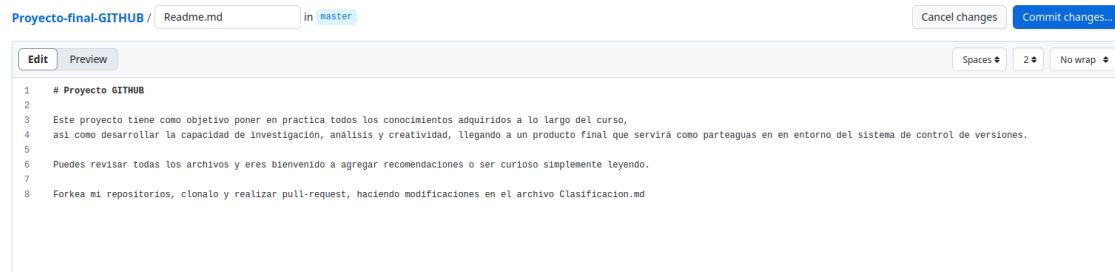 Proyecto-final-GITHUB / Readme.md in master Cancel changes Commit changes...
Edit Preview Spaces 2 No wrap
1 # Proyecto GITHUB
2
3 Este proyecto tiene como objetivo poner en practica todos los conocimientos adquiridos a lo largo del curso,
4 asi como desarrollar la capacidad de investigación, análisis y creatividad, llegando a un producto final que servirá como parteaguas en en entorno del sistema de control de versiones.
5
6 Puedes revisar todas los archivos y eres bienvenido a agregar recomendaciones o ser curioso simplemente leyendo.
7
8 Forkea mi repositorios, clonalo y realizar pull-request, haciendo modificaciones en el archivo Clasificacion.md